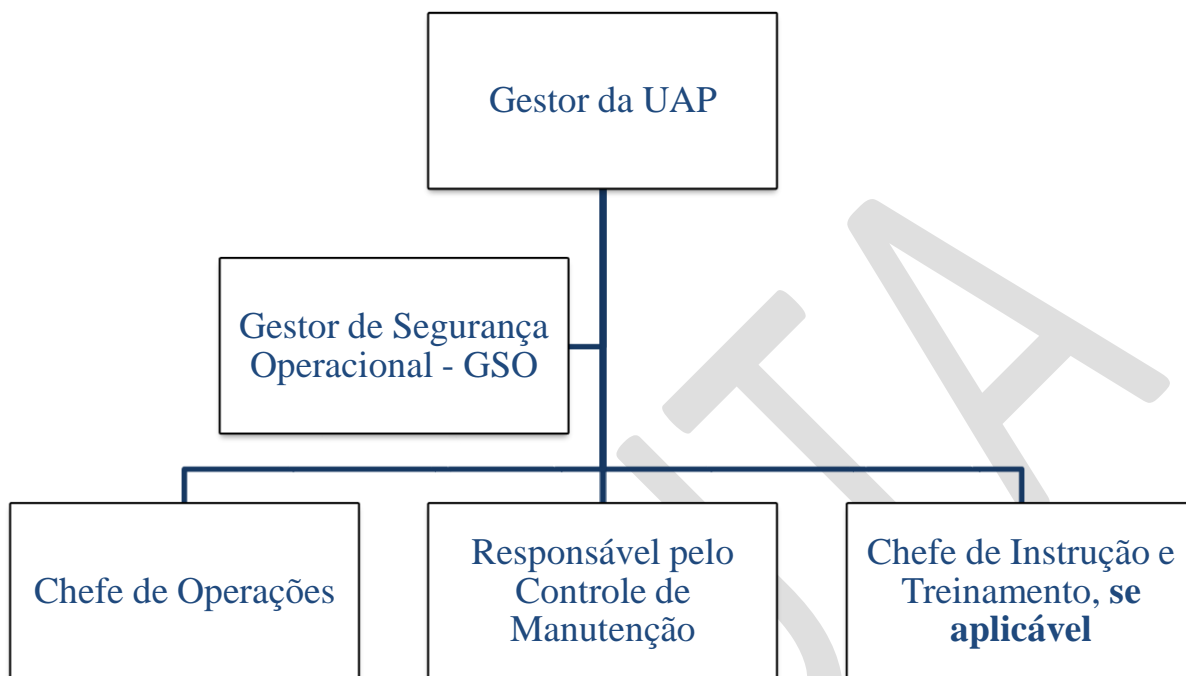 Gestor da UAP
Gestor de Segurança
Operacional - GSO
Chefe de Operações
Responsável pelo
Controle de
Manutenção
Chefe de Instrução e
Treinamento, se
aplicável